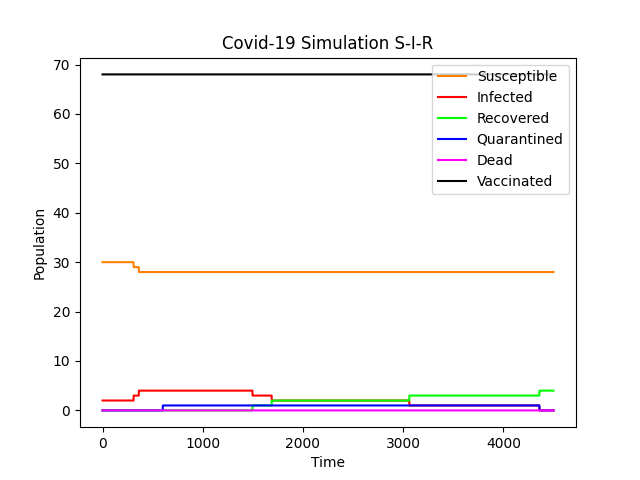 Covid-19 Simulation S-I-R
70
60
50
40
30
20
10
0
Population
0 1000 2000 3000 4000
Time
Susceptible
Infected
Recovered
Quarantined
Dead
Vaccinated